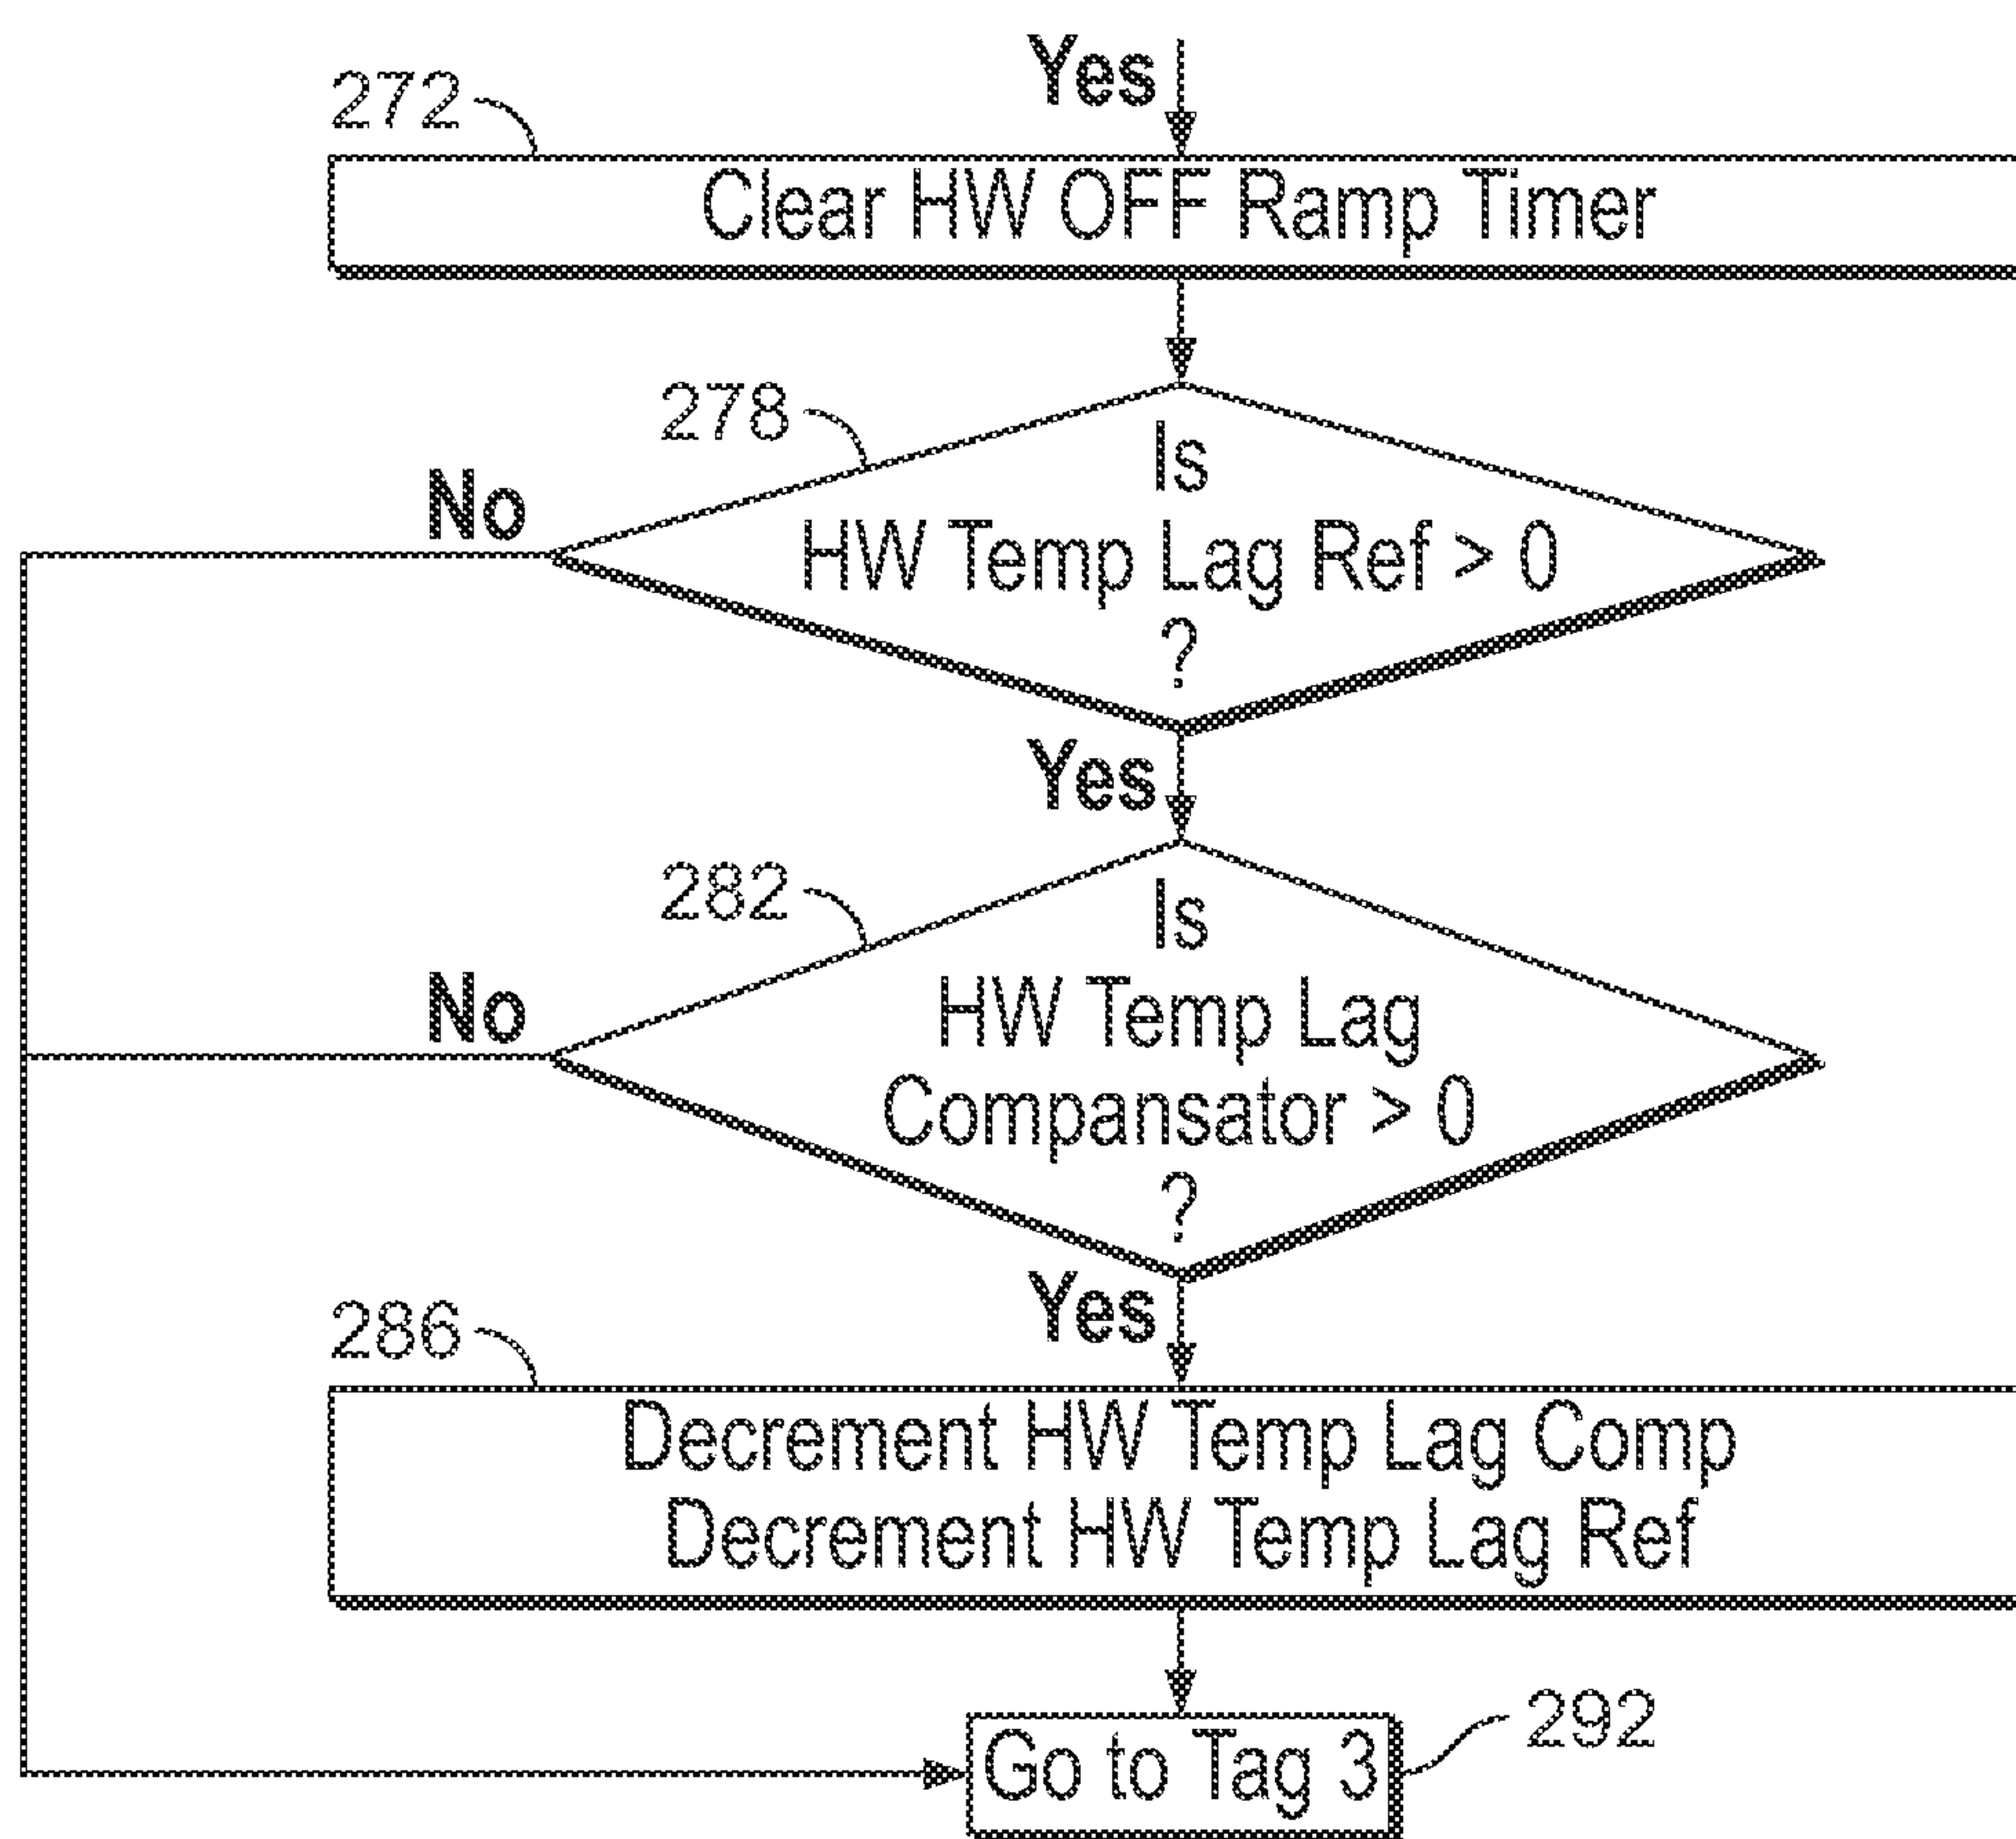 Yes
272
Clear HW OFF Ramp Timer
278
Is
No
HW Temp Lag Ref > 0
?
Yes
282
Is
No
HW Temp Lag
Compansator > 0
?
Yes
286
Decrement HW Temp Lag Comp
Decrement HW Temp Lag Ref
Go to Tag 3
292